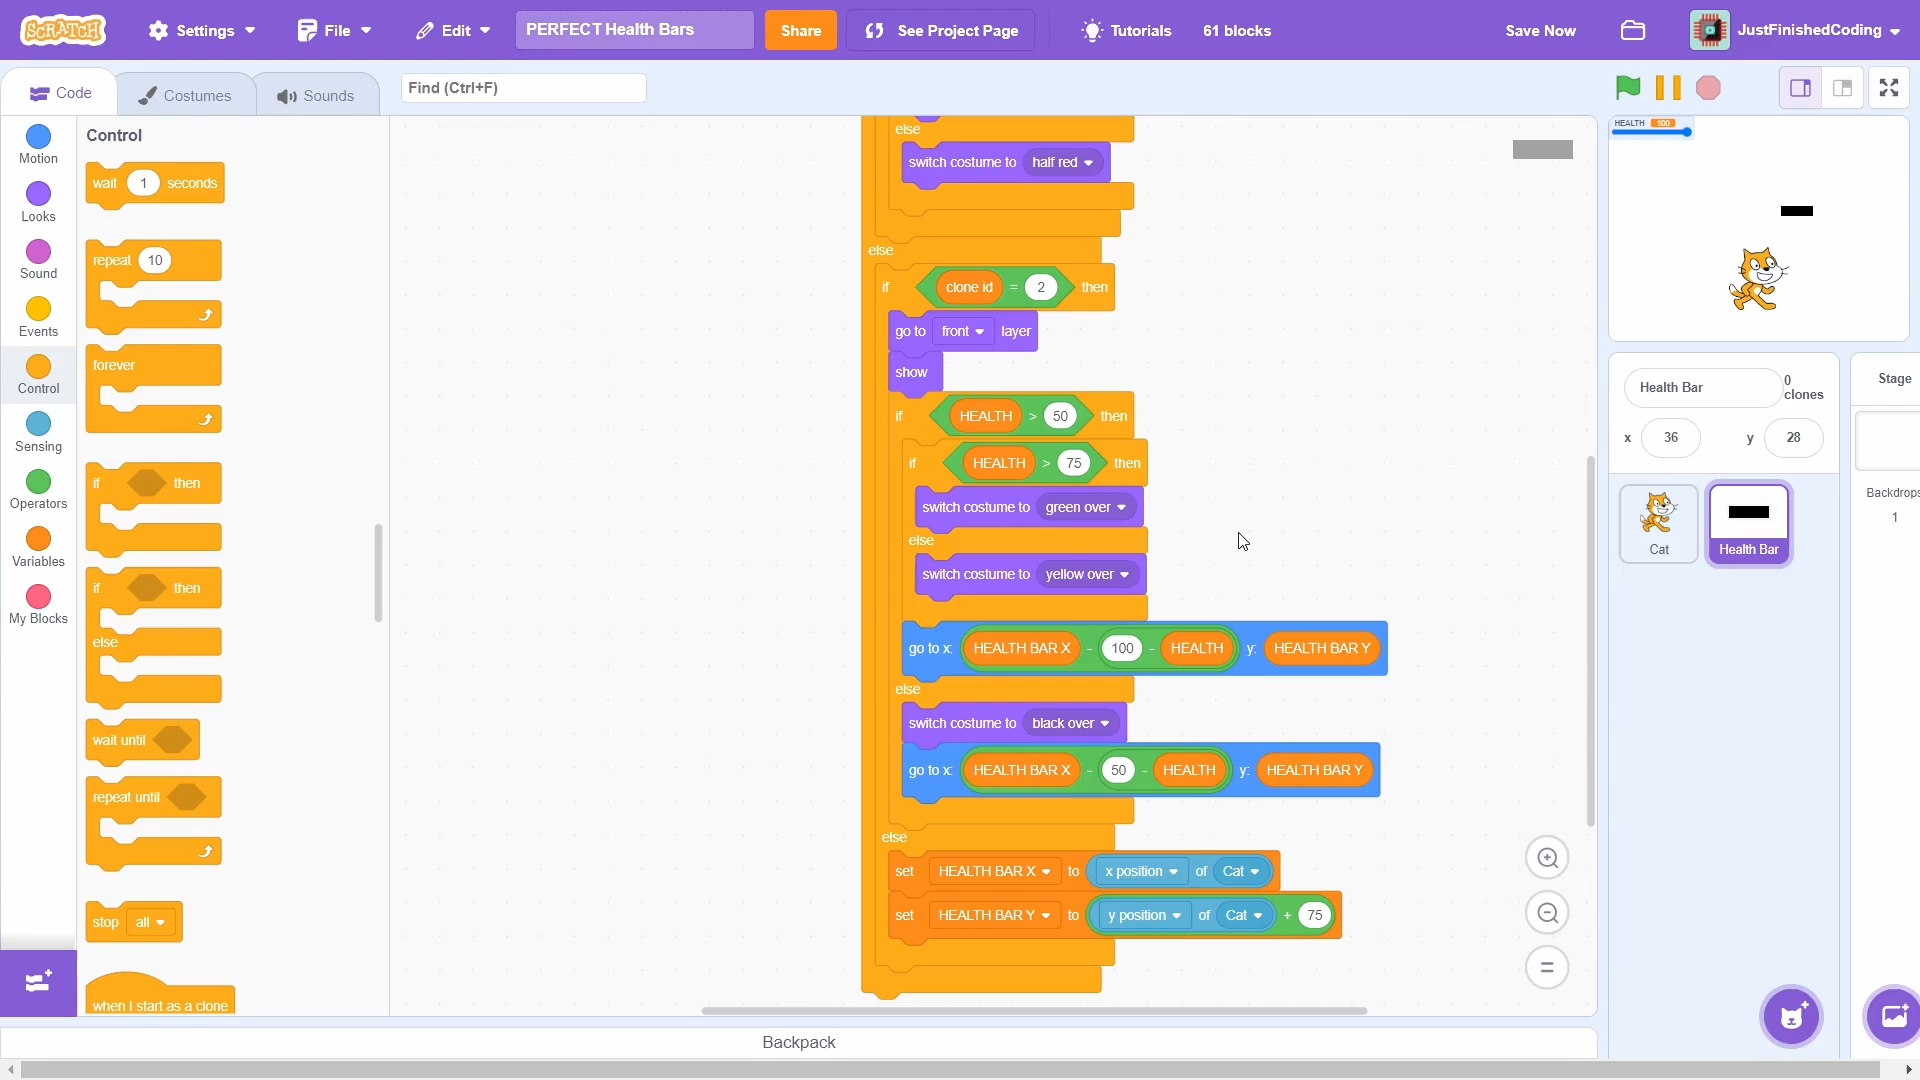 SCRATCH Settings File Edit PERFECT Health Bars Share See Project Page Tutorials 61 blocks Save Now JustFinishedCoding
Code Costumes Sounds Find (Ctrl+F)
Motion
Looks
Sound
Events
Control
Sensing
Operators
Variables
My Blocks
Control
wait 1 seconds
repeat 10
forever
if then
if then
else
wait until
repeat until
stop all
when I start as a clone
else
switch costume to half red
else
if clone id = 2 then
go to front layer
show
if HEALTH > 50 then
if HEALTH > 75 then
switch costume to green over
else
switch costume to yellow over
go to x: HEALTH BAR X - 100 - HEALTH y: HEALTH BAR Y
else
switch costume to black over
go to x: HEALTH BAR X - 50 - HEALTH y: HEALTH BAR Y
else
set HEALTH BAR X to x position of Cat
set HEALTH BAR Y to y position of Cat + 75
HEALTH 100
Health Bar 0 clones
x 36 y 28
Cat Health Bar
Stage
Backdrops
1
Backpack